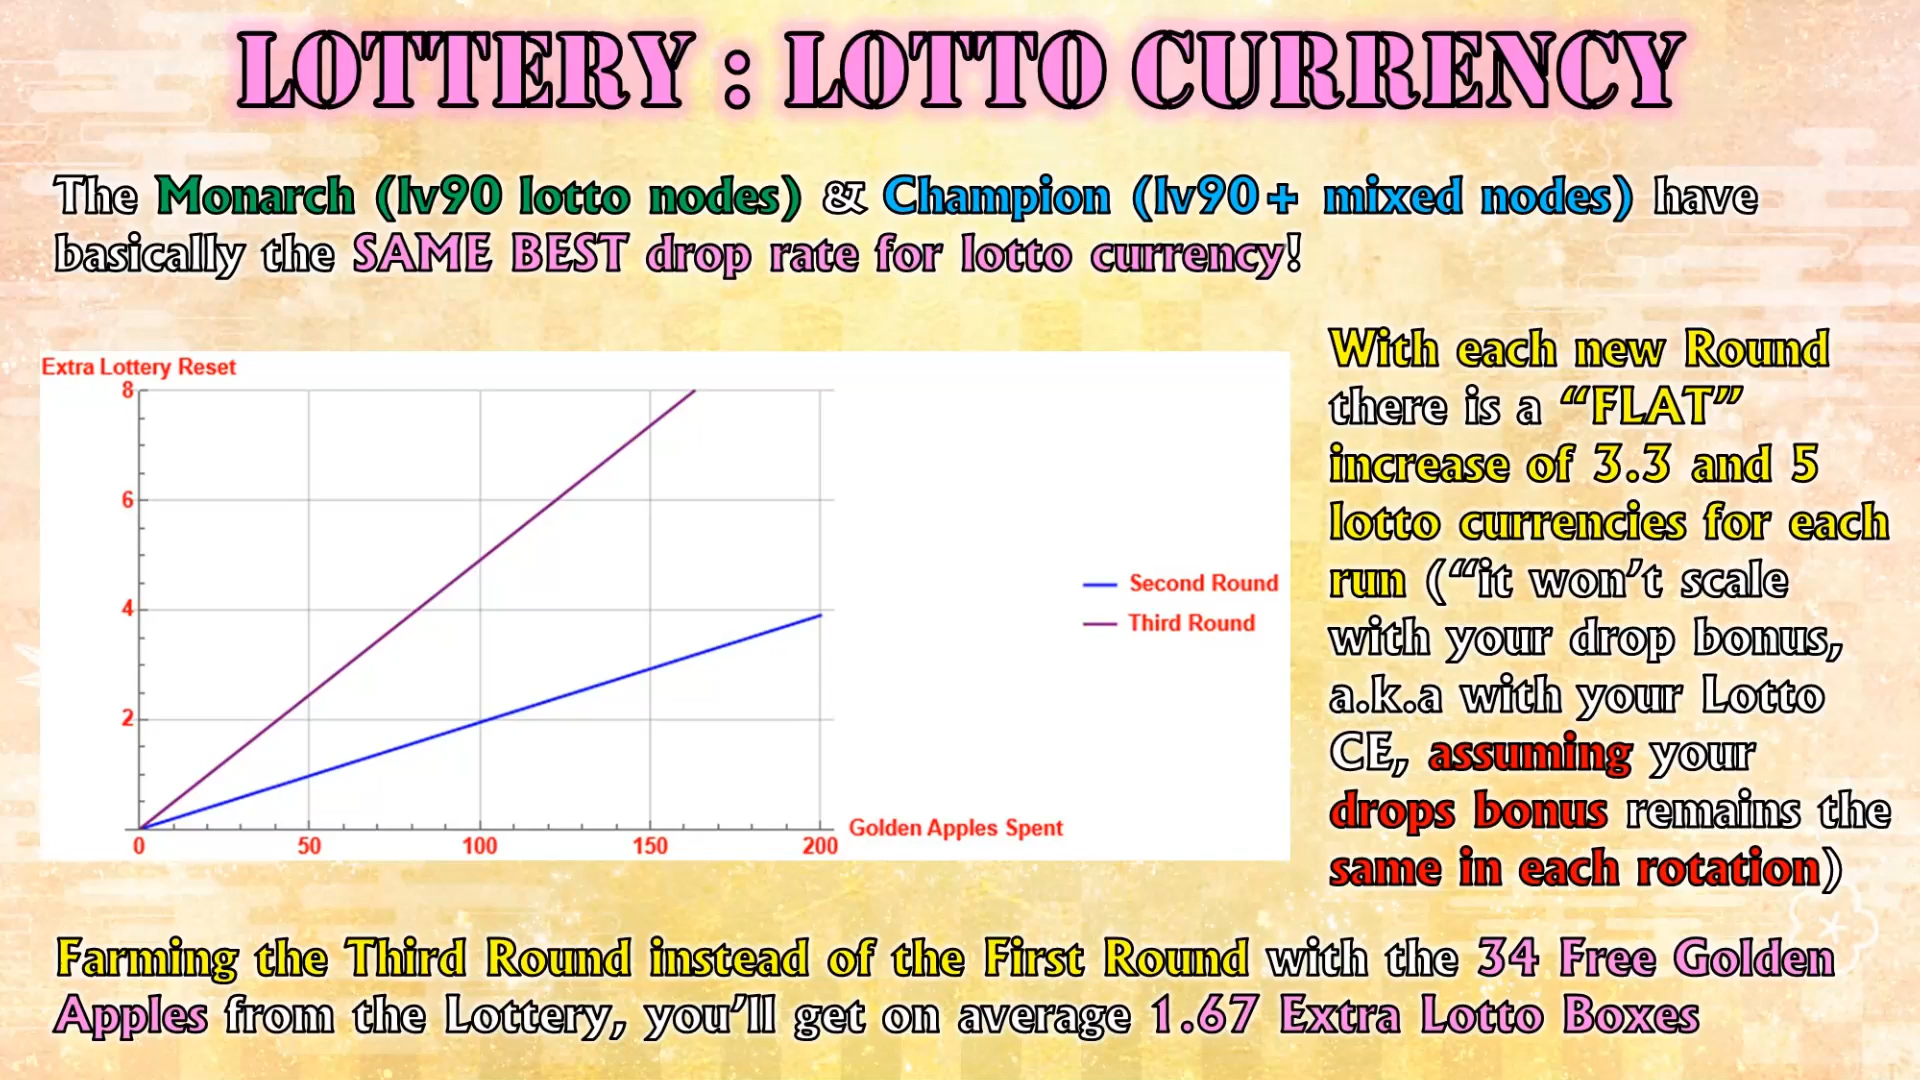 LOTTERY : LOTTO CURRENCY
The Monarch (lv90 lotto nodes) & Champion (lv90+ mixed nodes) have
basically the SAME BEST drop rate for lotto currency!
Extra Lottery Reset
8
6
4
2
0 50 100 150 200
Golden Apples Spent
Second Round
Third Round
With each new Round
there is a “FLAT”
increase of 3.3 and 5
lotto currencies for each
run (“it won’t scale
with your drop bonus,
a.k.a with your Lotto
CE, assuming your
drops bonus remains the
same in each rotation)
Farming the Third Round instead of the First Round with the 34 Free Golden
Apples from the Lottery, you’ll get on average 1.67 Extra Lotto Boxes